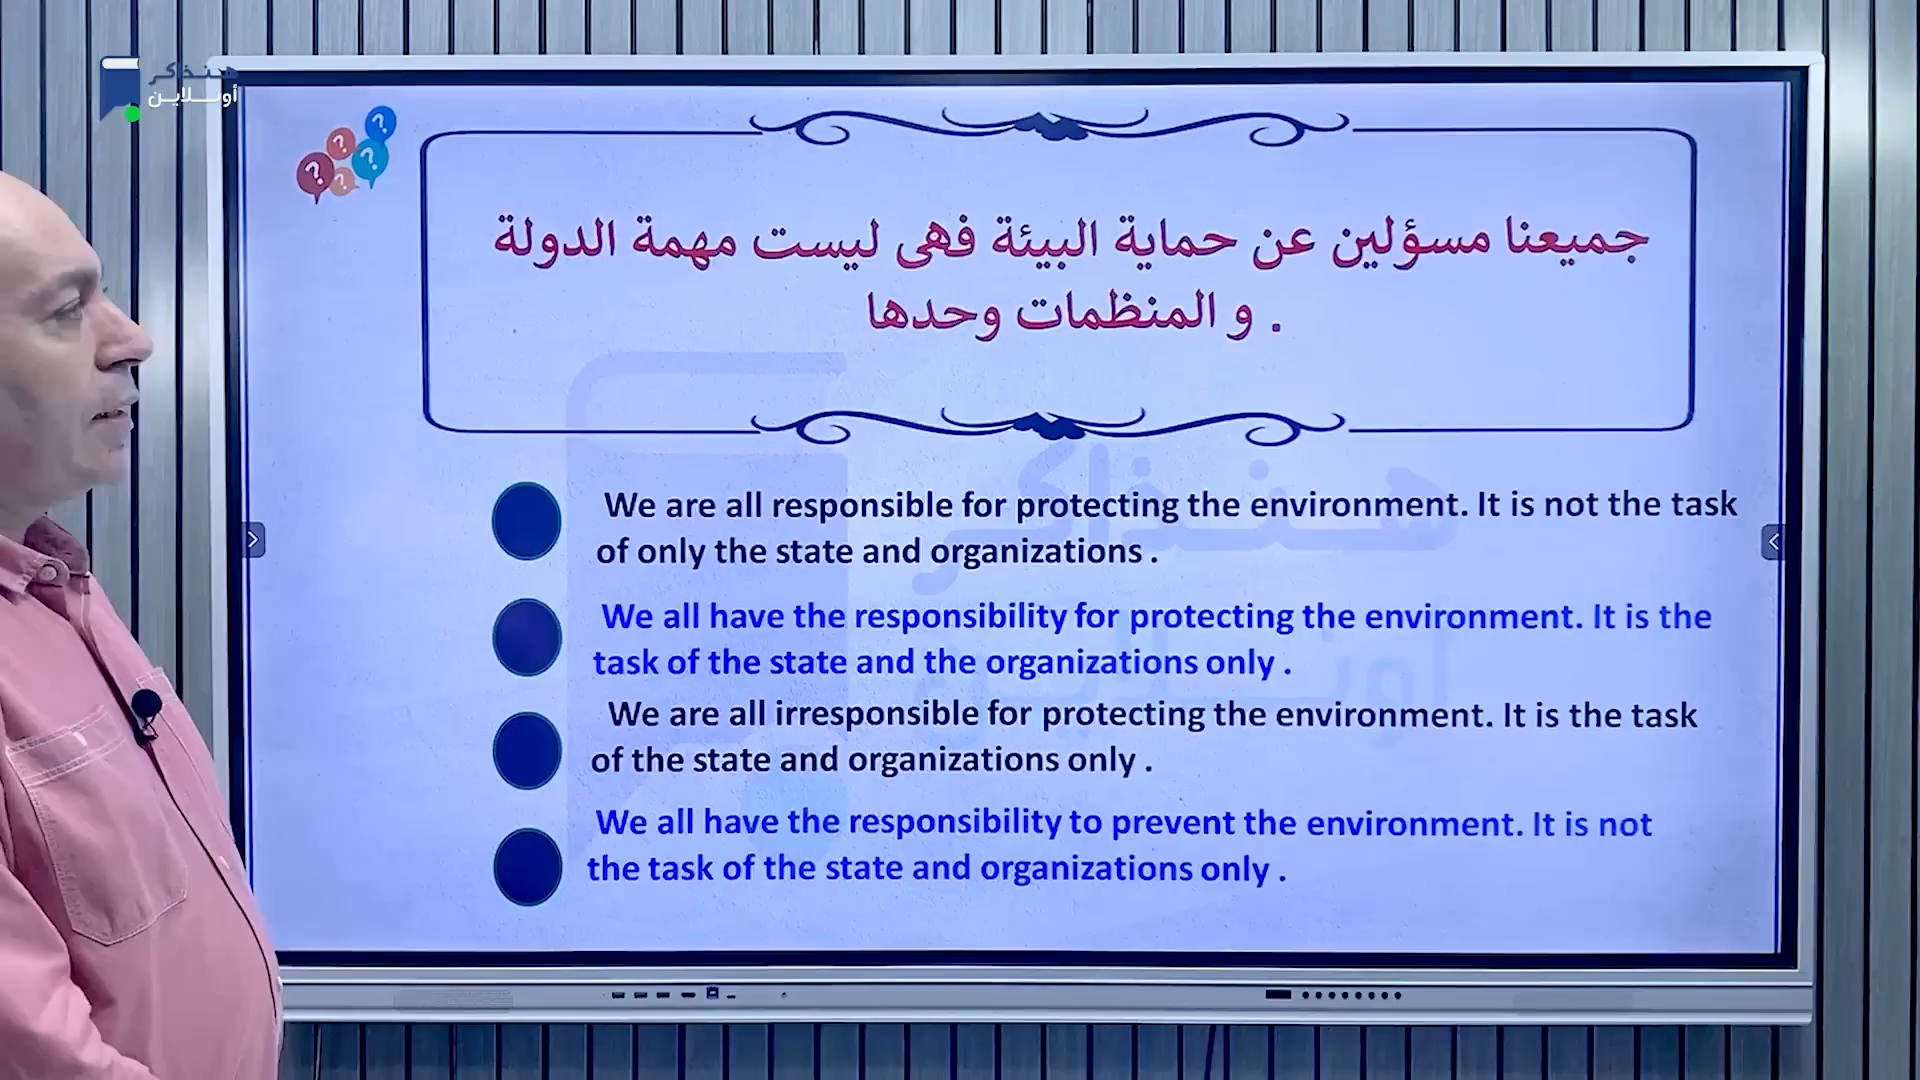 هـنـذاكر
أونـــلايـن
جميعنا مسؤلين عن حماية البيئة فهى ليست مهمة الدولة
و المنظمات وحدها .
We are all responsible for protecting the environment. It is not the task
of only the state and organizations .
We all have the responsibility for protecting the environment. It is the
task of the state and the organizations only .
We are all irresponsible for protecting the environment. It is the task
of the state and organizations only .
We all have the responsibility to prevent the environment. It is not
the task of the state and organizations only .